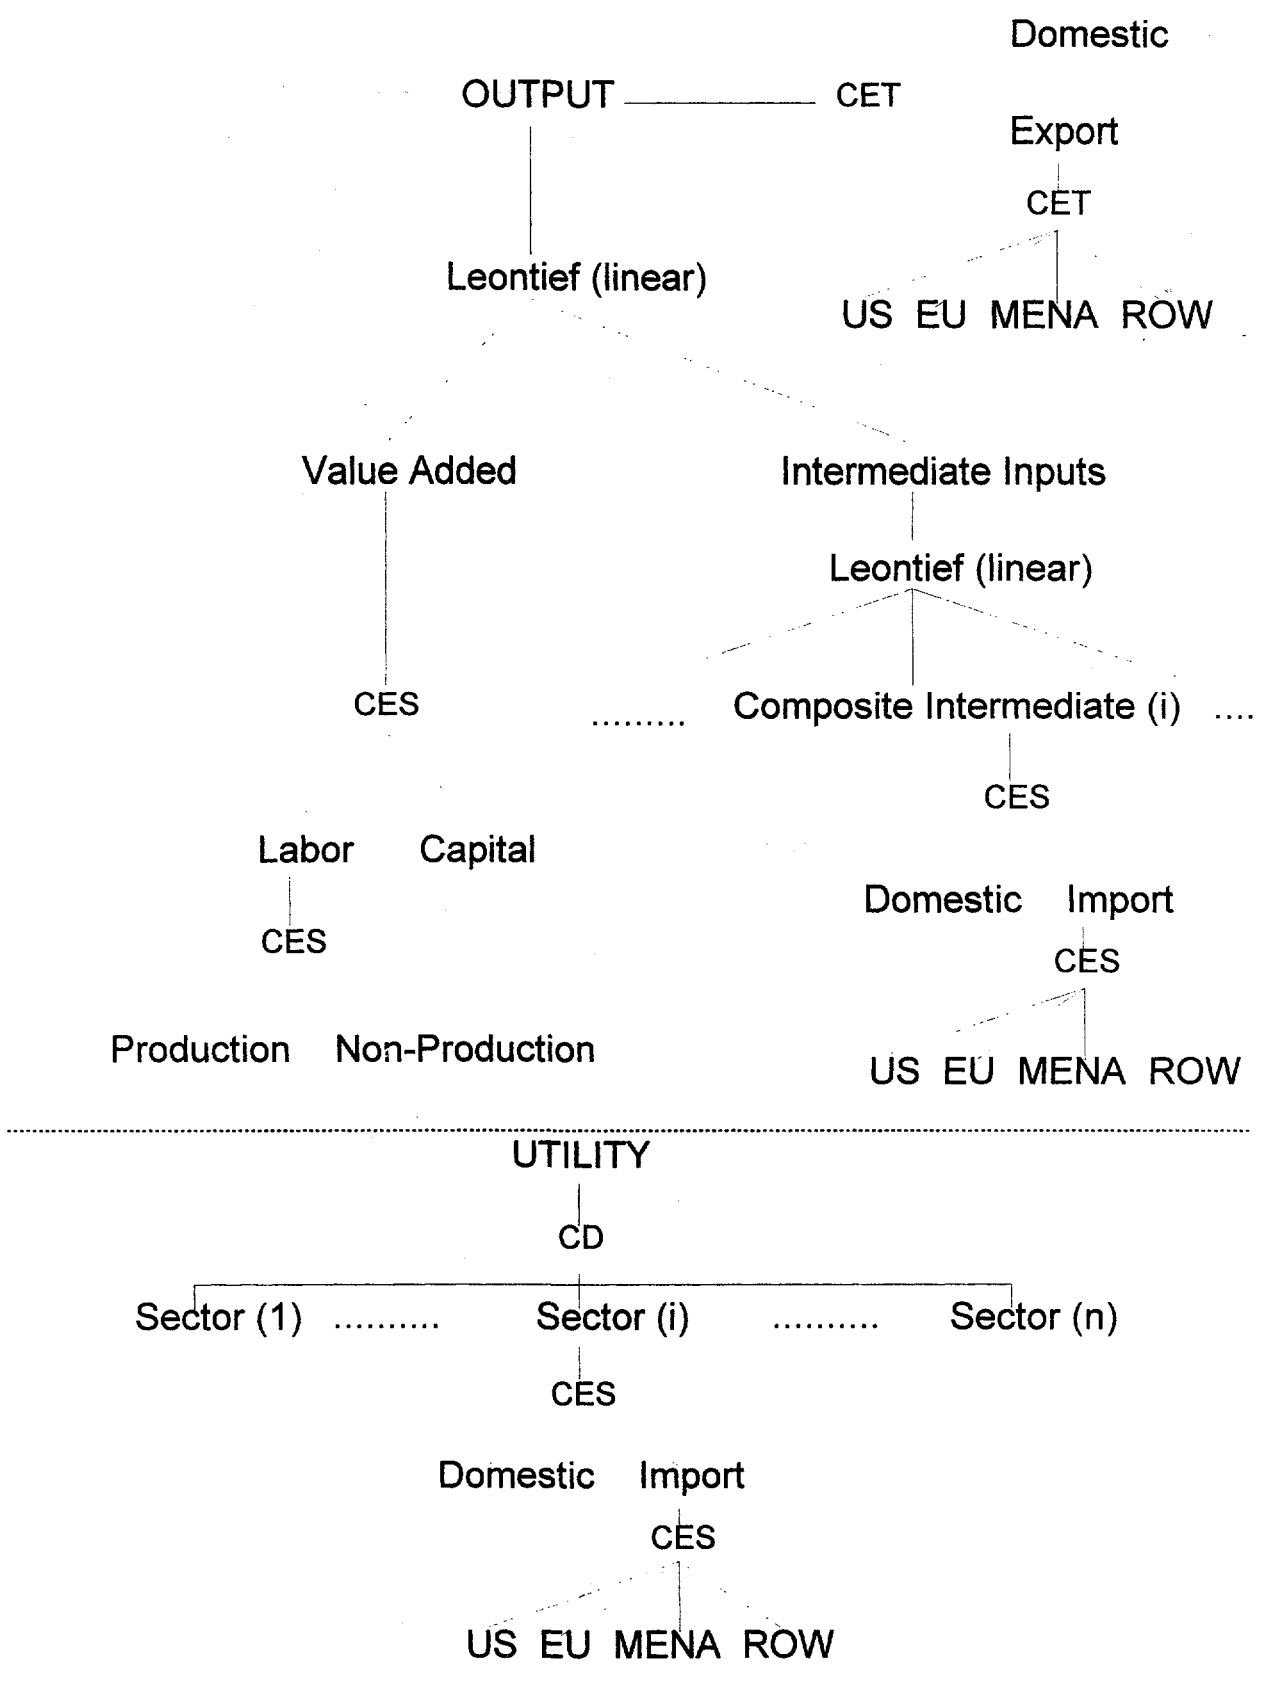 Domestic
OUTPUT CET
Export
CET
Leontief (linear)
US EU MENA ROW
Value Added Intermediate Inputs
Leontief (linear)
CES ......... Composite Intermediate (i) ....
CES
Labor Capital
Domestic Import
CES
CES
Production Non-Production
US EU MENA ROW
UTILITY
CD
Sector (1) .......... Sector (i) .......... Sector (n)
CES
Domestic Import
CES
US EU MENA ROW